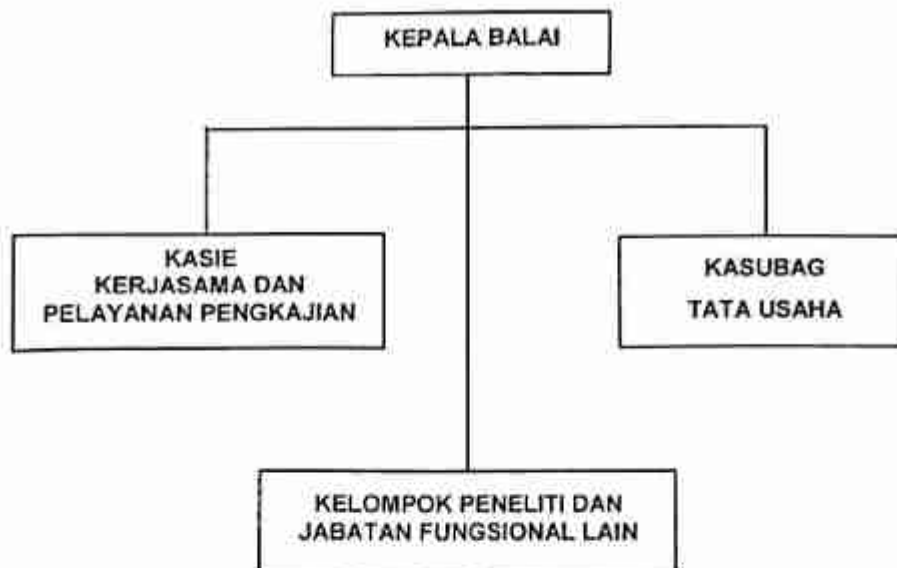 KEPALA BALAI
KASIE
KERJASAMA DAN
PELAYANAN PENGKAJIAN
KASUBAG
TATA USAHA
KELOMPOK PENELITI DAN
JABATAN FUNGSIONAL LAIN